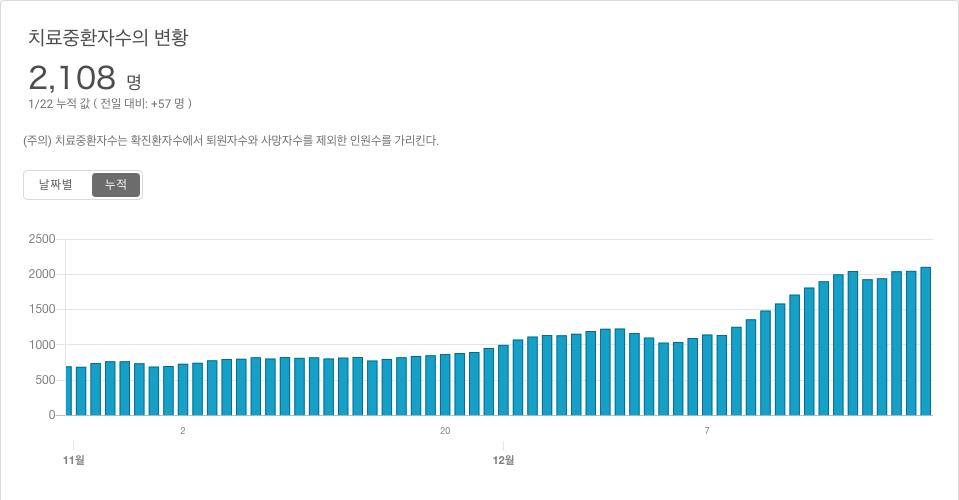 치료중환자수의 변황
2,108 명
1/22 누적 값 ( 전일 대비: +57 명 )
(주의) 치료중환자수는 확진환자수에서 퇴원자수와 사망자수를 제외한 인원수를 가리킨다.
날짜별 누적
2500
2000
1500
1000
500
0
2 20 7
11월 12월